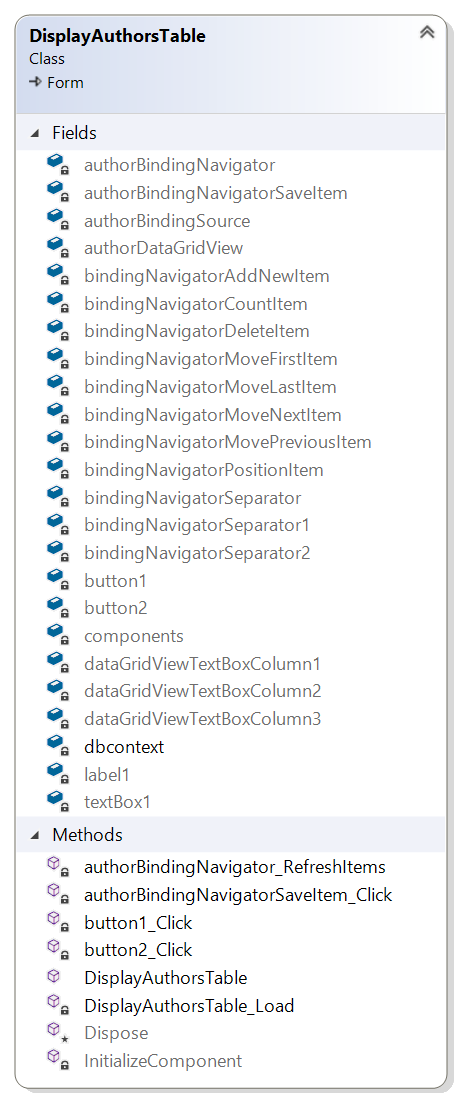 DisplayAuthorsTable
Class
Form
Fields
authorBindingNavigator
authorBindingNavigatorSaveItem
authorBindingSource
authorDataGridView
bindingNavigatorAddNewItem
bindingNavigatorCountItem
bindingNavigatorDeleteItem
bindingNavigatorMoveFirstItem
bindingNavigatorMoveLastItem
bindingNavigatorMoveNextItem
bindingNavigatorMovePreviousItem
bindingNavigatorPositionItem
bindingNavigatorSeparator
bindingNavigatorSeparator1
bindingNavigatorSeparator2
button1
button2
components
dataGridViewTextBoxColumn1
dataGridViewTextBoxColumn2
dataGridViewTextBoxColumn3
dbcontext
label1
textBox1
Methods
authorBindingNavigator_RefreshItems
authorBindingNavigatorSaveItem_Click
button1_Click
button2_Click
DisplayAuthorsTable
DisplayAuthorsTable_Load
Dispose
InitializeComponent